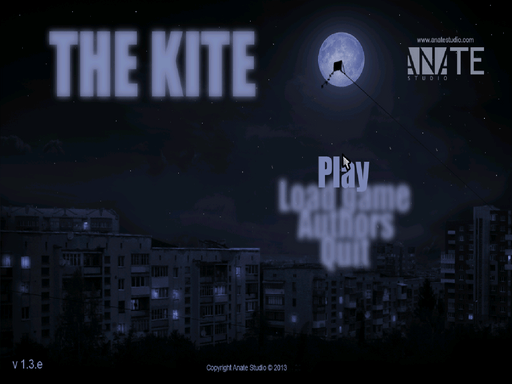 THE KITE
www.anatestudio.com
ANATE
STUDIO
Play
Load game
Authors
Quit
v 1.3.e
Copyright Anate Studio © 2013